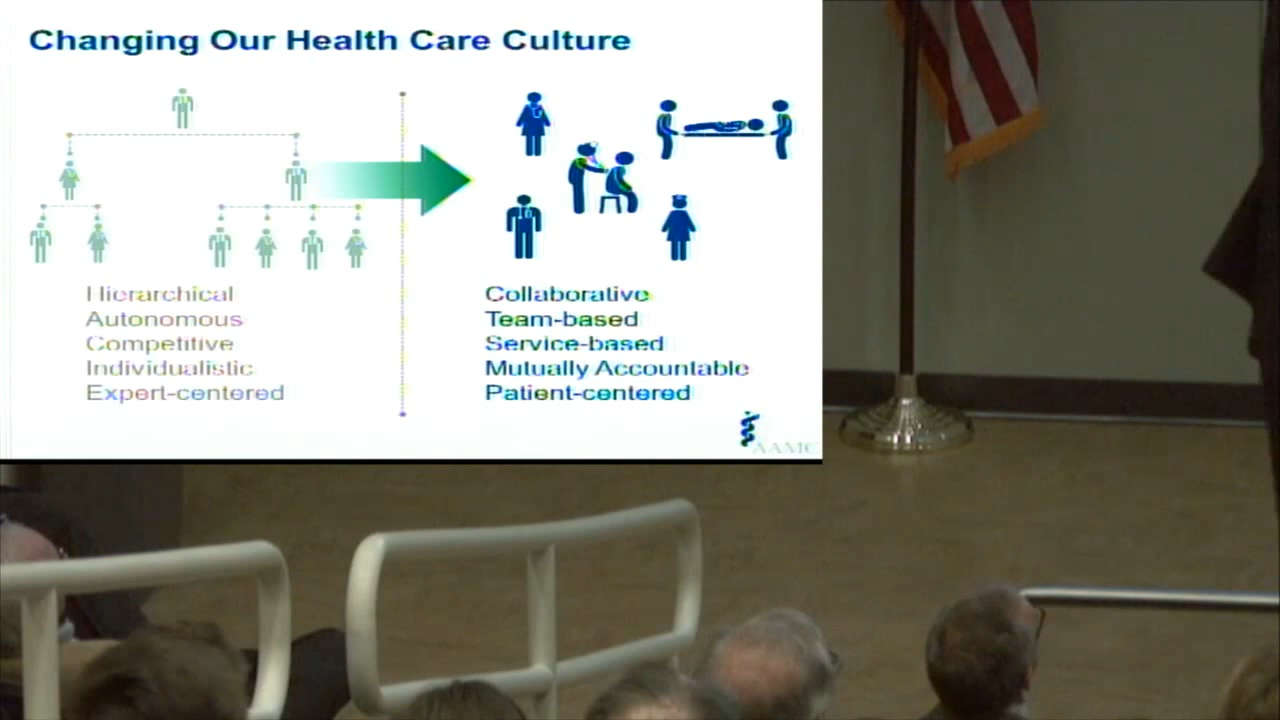 Changing Our Health Care Culture
Hierarchical
Autonomous
Competitive
Individualistic
Expert-centered
Collaborative
Team-based
Service-based
Mutually Accountable
Patient-centered
AAMC